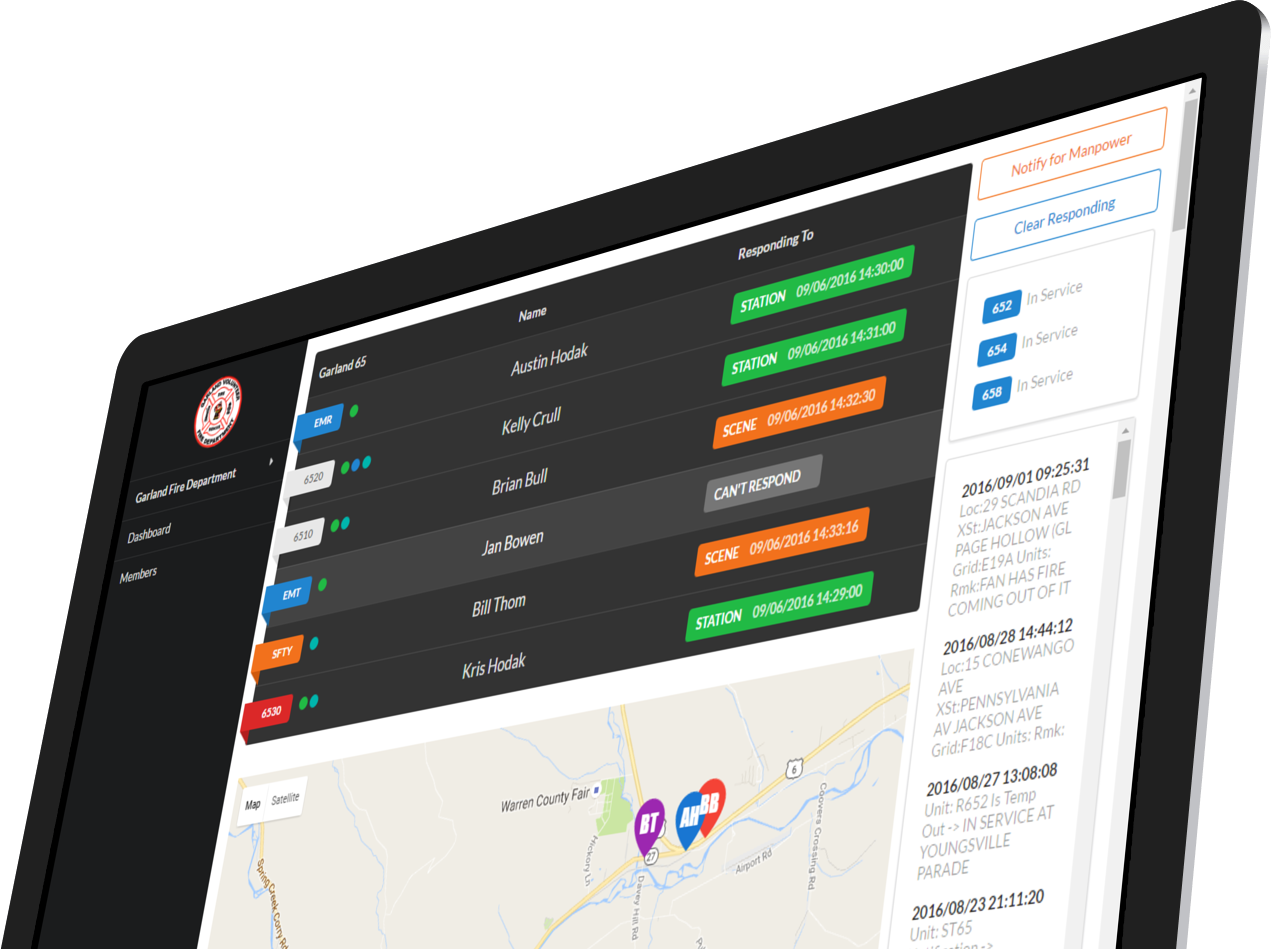 GARLAND VOLUNTEER
FIRE DEPARTMENT
Garland Fire Department
Dashboard
Members
Garland 65
Name
Responding To
EMR
Austin Hodak
STATION 09/06/2016 14:30:00
6520
Kelly Crull
STATION 09/06/2016 14:31:00
6510
Brian Bull
SCENE 09/06/2016 14:32:30
EMT
Jan Bowen
CAN'T RESPOND
SFTY
Bill Thom
SCENE 09/06/2016 14:33:16
6530
Kris Hodak
STATION 09/06/2016 14:29:00
Map
Satellite
Warren County Fair
BT
AH
BB
6
27
Hickory Ln
Davey Hill Rd
Airport Rd
Coovers Crossing Rd
Spring Creek Corry Rd
Notify for Manpower
Clear Responding
652 In Service
654 In Service
658 In Service
2016/09/01 09:25:31
Loc:29 SCANDIA RD
XSt:JACKSON AVE
PAGE HOLLOW (GL
Grid:E19A Units:
Rmk:FAN HAS FIRE
COMING OUT OF IT
2016/08/28 14:44:12
Loc:15 CONEWANGO
AVE
XSt:PENNSYLVANIA
AV JACKSON AVE
Grid:F18C Units: Rmk:
2016/08/27 13:08:08
Unit: R652 Is Temp
Out -> IN SERVICE AT
YOUNGSVILLE
PARADE
2016/08/23 21:11:20
Unit: ST65